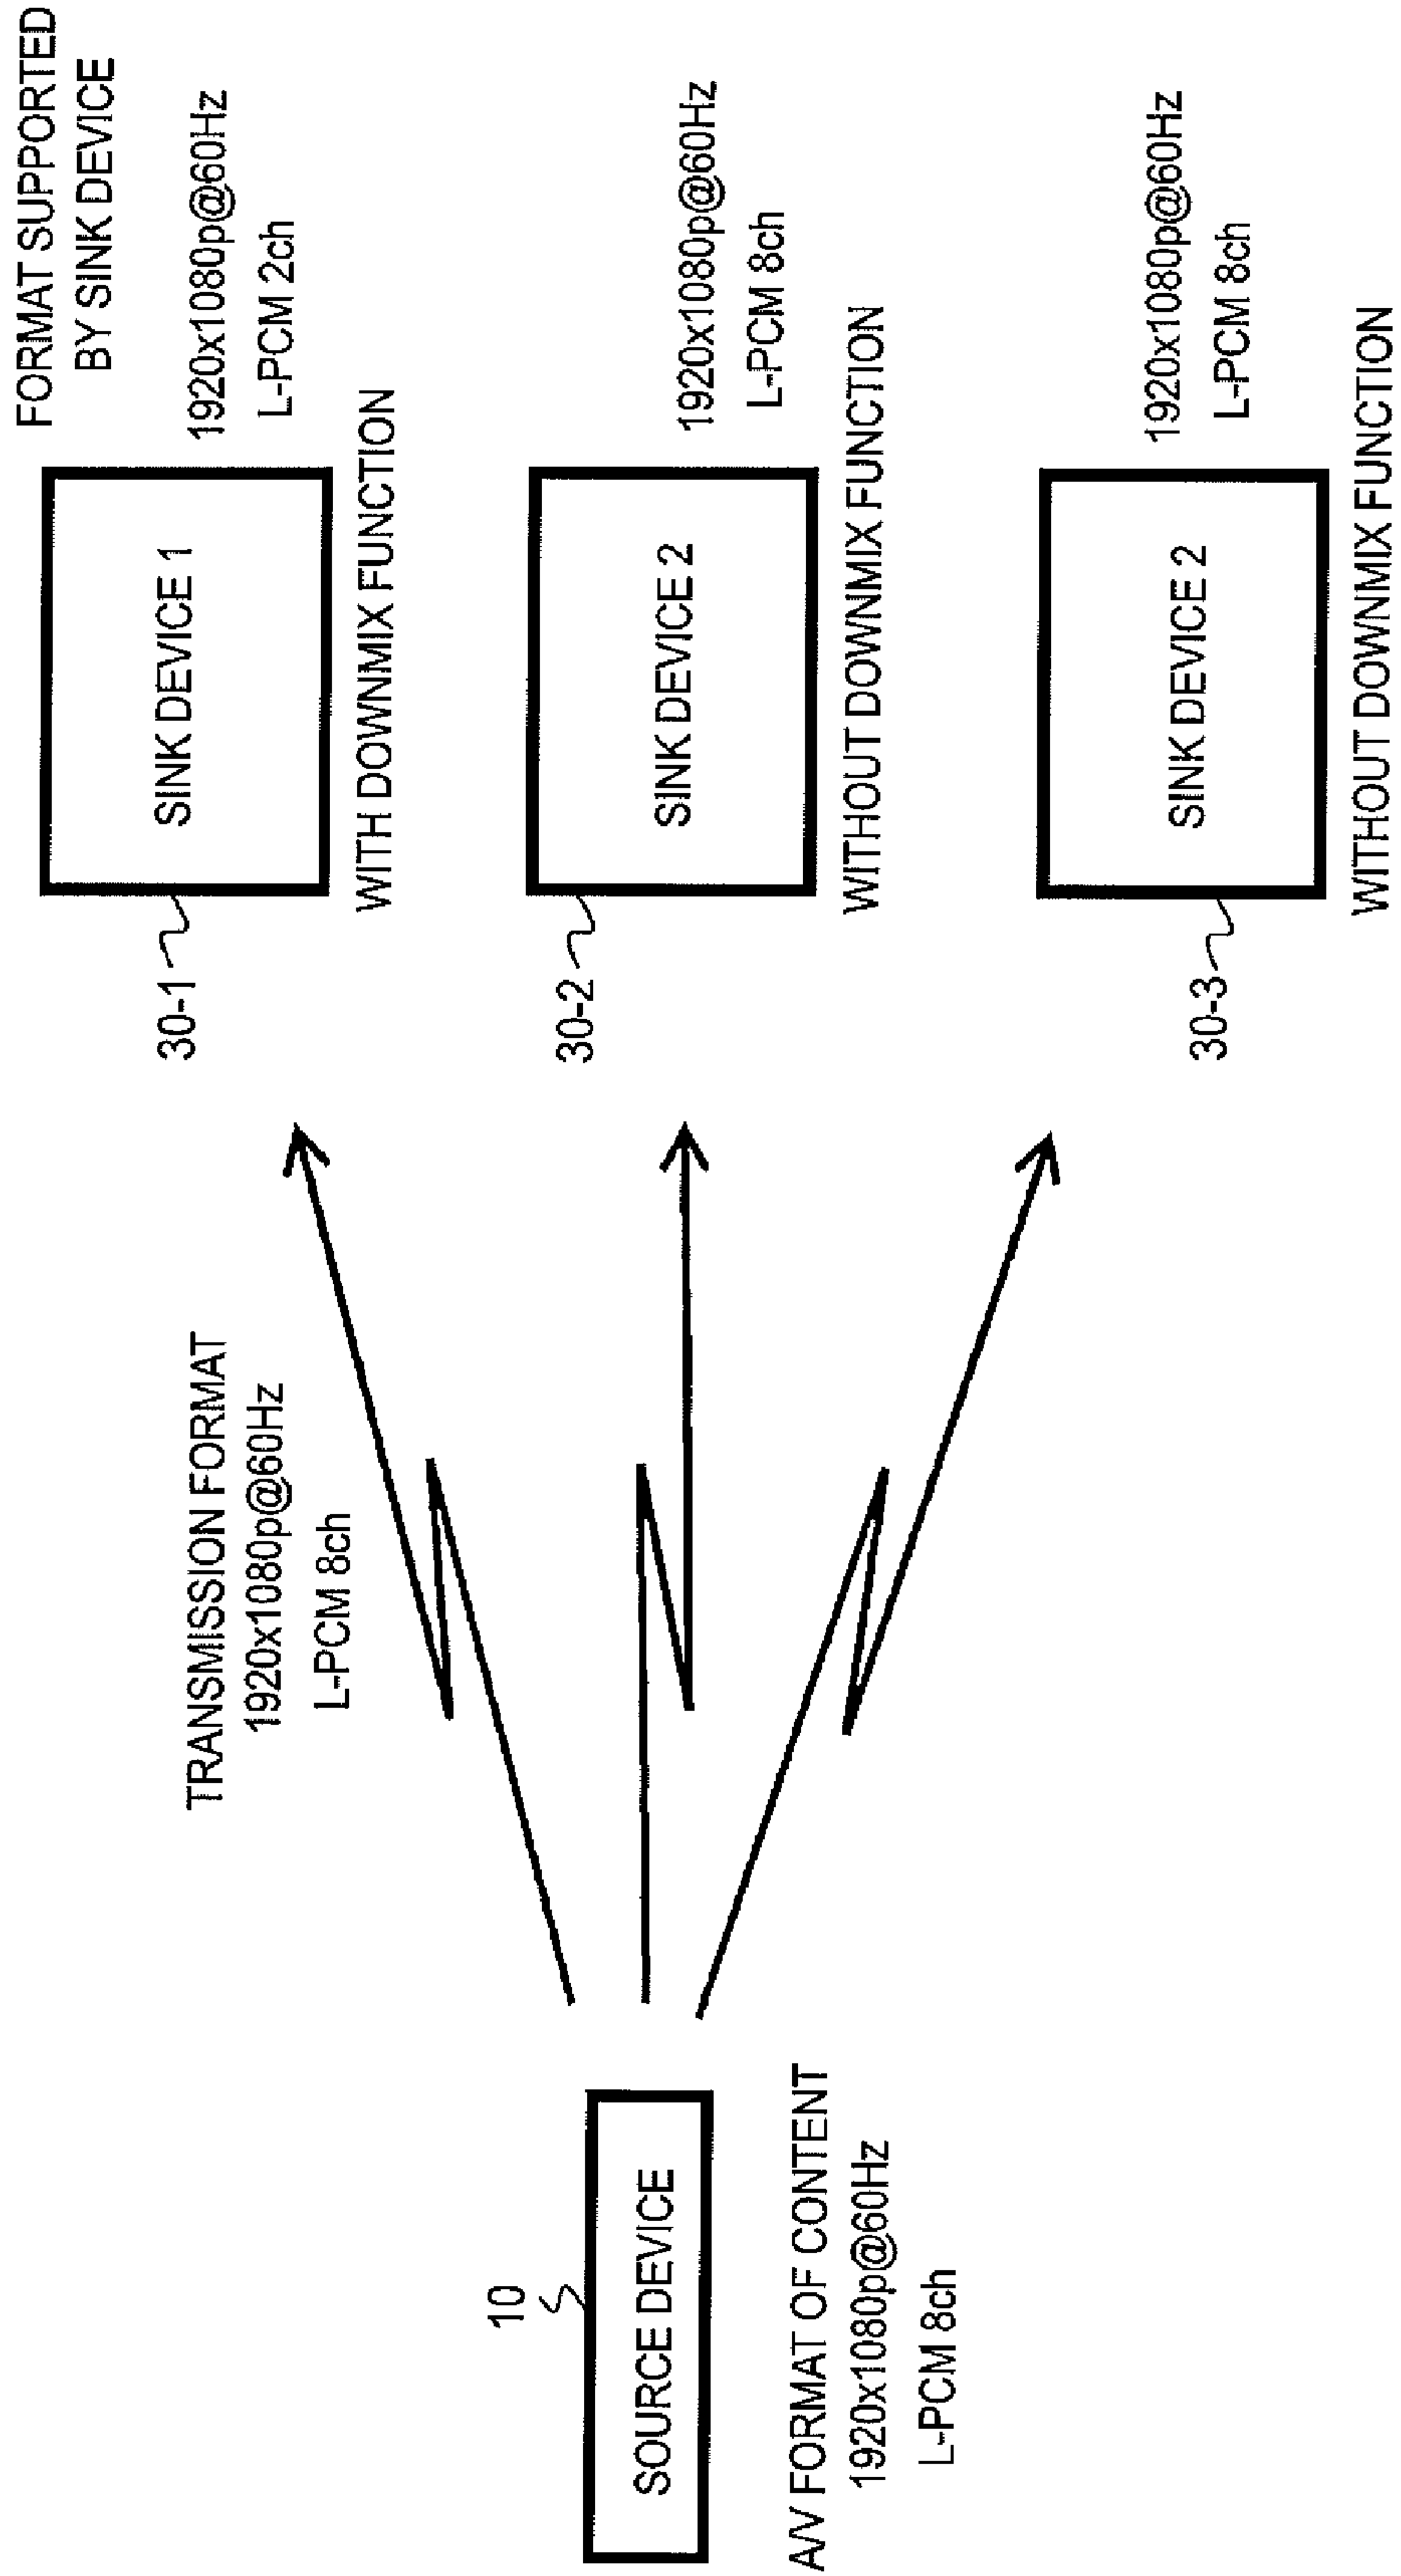 FORMAT SUPPORTED
BY SINK DEVICE
SINK DEVICE 1
30-1
1920x1080p@60Hz
L-PCM 2ch
WITH DOWNMIX FUNCTION
TRANSMISSION FORMAT
1920x1080p@60Hz
L-PCM 8ch
SINK DEVICE 2
30-2
1920x1080p@60Hz
L-PCM 8ch
WITHOUT DOWNMIX FUNCTION
10
SOURCE DEVICE
A/V FORMAT OF CONTENT
1920x1080p@60Hz
L-PCM 8ch
SINK DEVICE 2
30-3
1920x1080p@60Hz
L-PCM 8ch
WITHOUT DOWNMIX FUNCTION